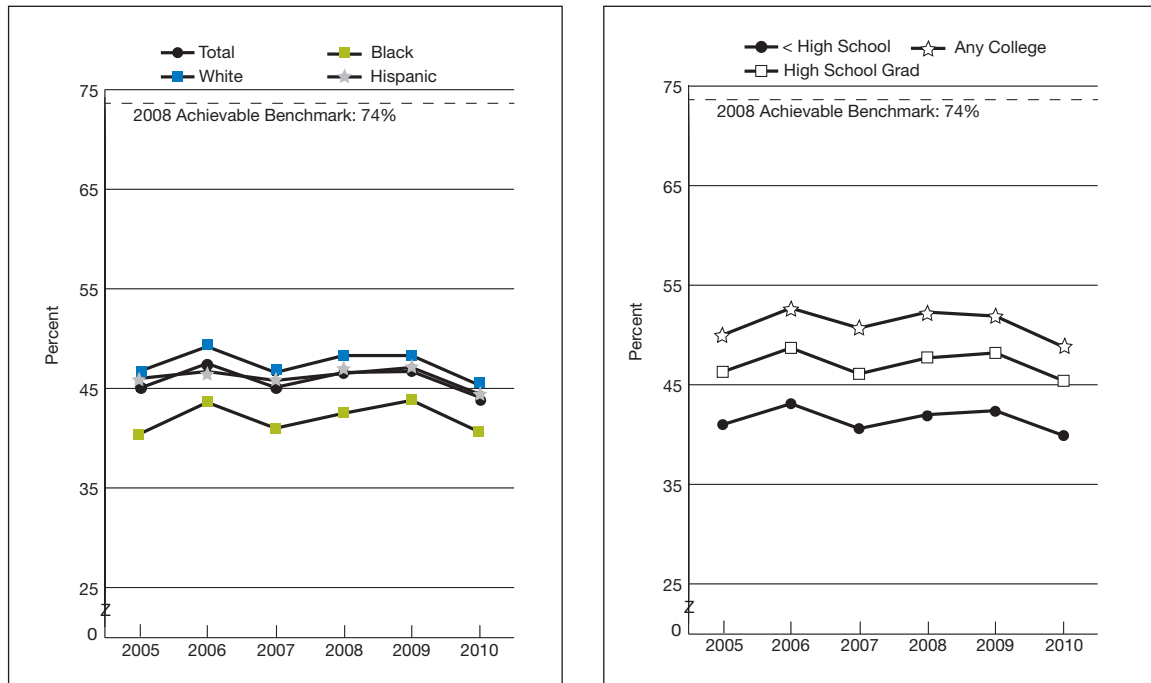 Total
Black
White
Hispanic
75
2008 Achievable Benchmark: 74%
65
55
Percent
45
35
25
Z
0
2005 2006 2007 2008 2009 2010
< High School
Any College
High School Grad
75
2008 Achievable Benchmark: 74%
65
55
Percent
45
35
25
Z
0
2005 2006 2007 2008 2009 2010